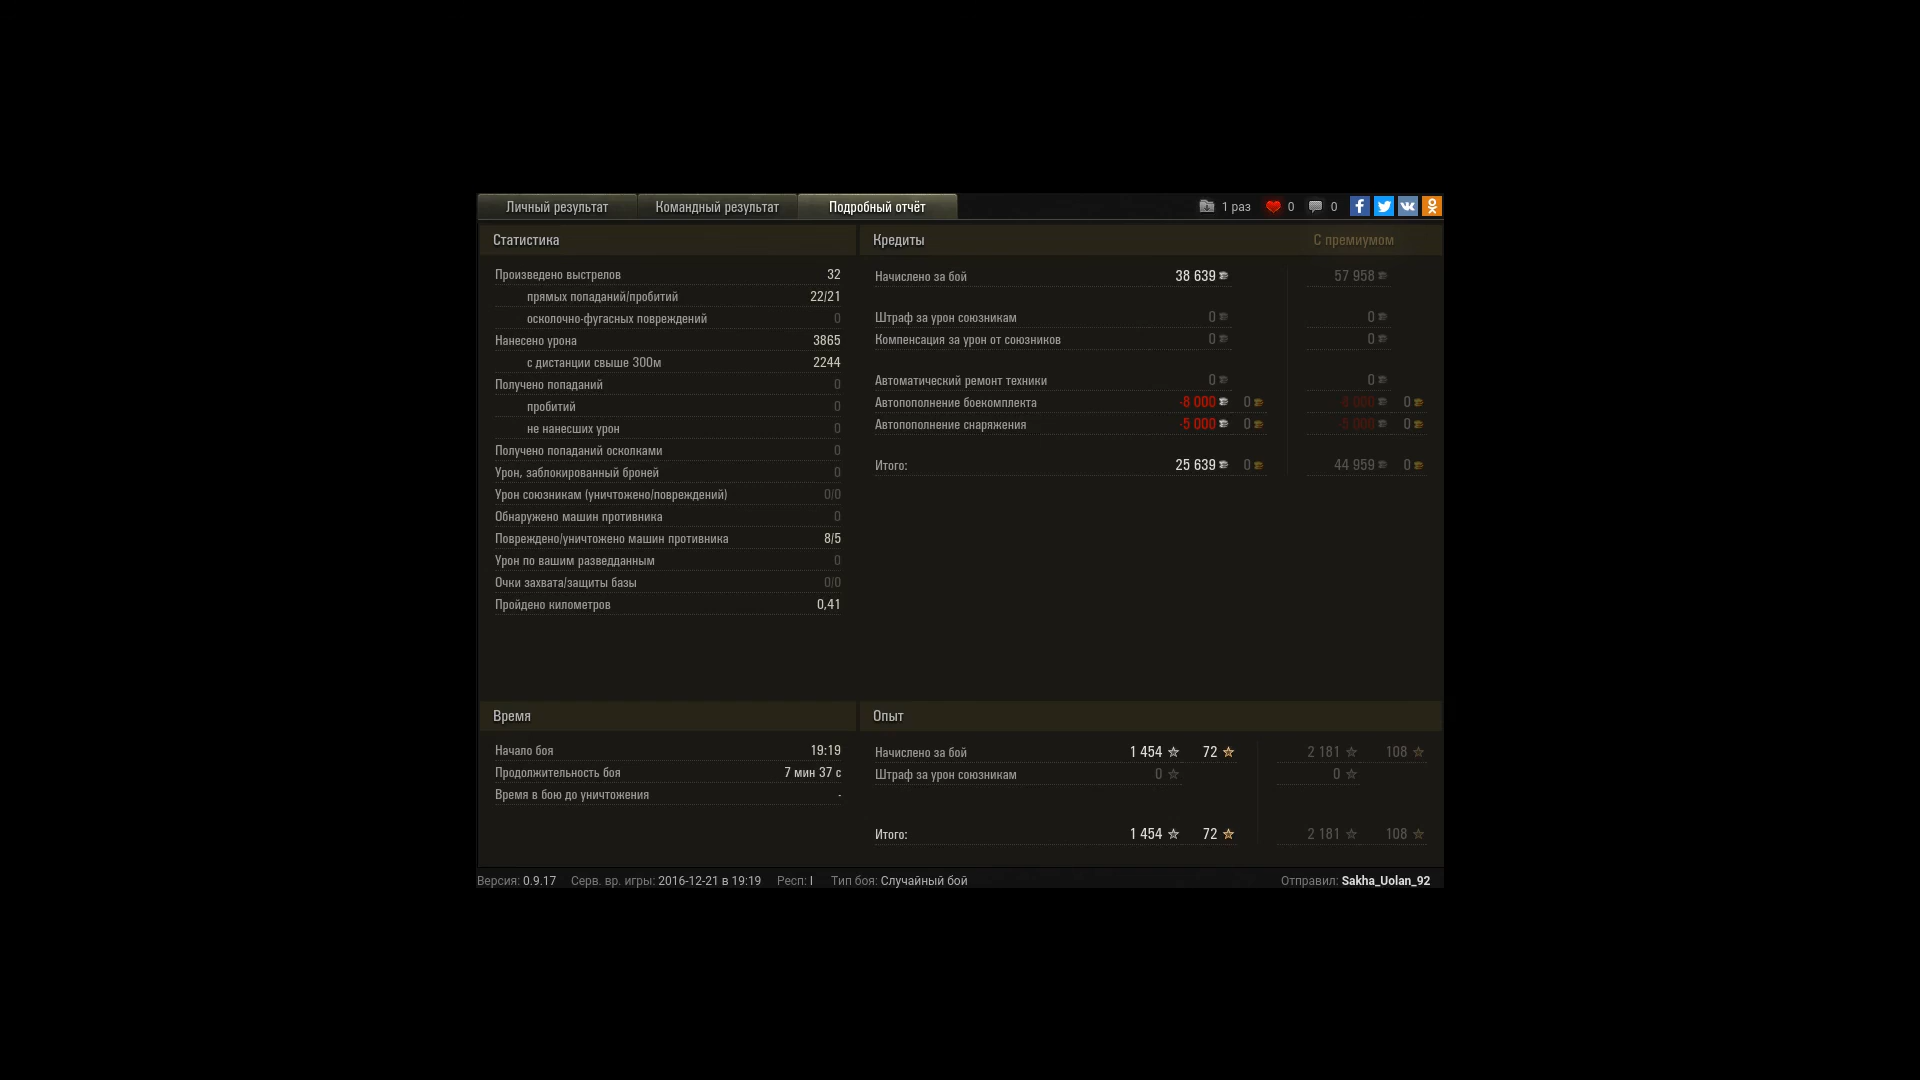 Личный результат Командный результат Подробный отчёт 1 раз 0 0
Статистика
Произведено выстрелов 32
прямых попаданий/пробитий 22/21
осколочно-фугасных повреждений 0
Нанесено урона 3865
с дистанции свыше 300м 2244
Получено попаданий 0
пробитий 0
не нанесших урон 0
Получено попаданий осколками 0
Урон, заблокированный броней 0
Урон союзникам (уничтожено/повреждений) 0/0
Обнаружено машин противника 0
Повреждено/уничтожено машин противника 8/5
Урон по вашим разведданным 0
Очки захвата/защиты базы 0/0
Пройдено километров 0,41
Кредиты С премиумом
Начислено за бой 38 639 57 958
Штраф за урон союзникам 0 0
Компенсация за урон от союзников 0 0
Автоматический ремонт техники 0 0
Автопополнение боекомплекта -8 000 0 -8 000 0
Автопополнение снаряжения -5 000 0 -5 000 0
Итого: 25 639 0 44 959 0
Время
Начало боя 19:19
Продолжительность боя 7 мин 37 с
Время в бою до уничтожения -
Опыт
Начислено за бой 1 454 72 2 181 108
Штраф за урон союзникам 0 0
Итого: 1 454 72 2 181 108
Версия: 0.9.17 Серв. вр. игры: 2016-12-21 в 19:19 Респ: I Тип боя: Случайный бой Отправил: Sakha_Uolan_92